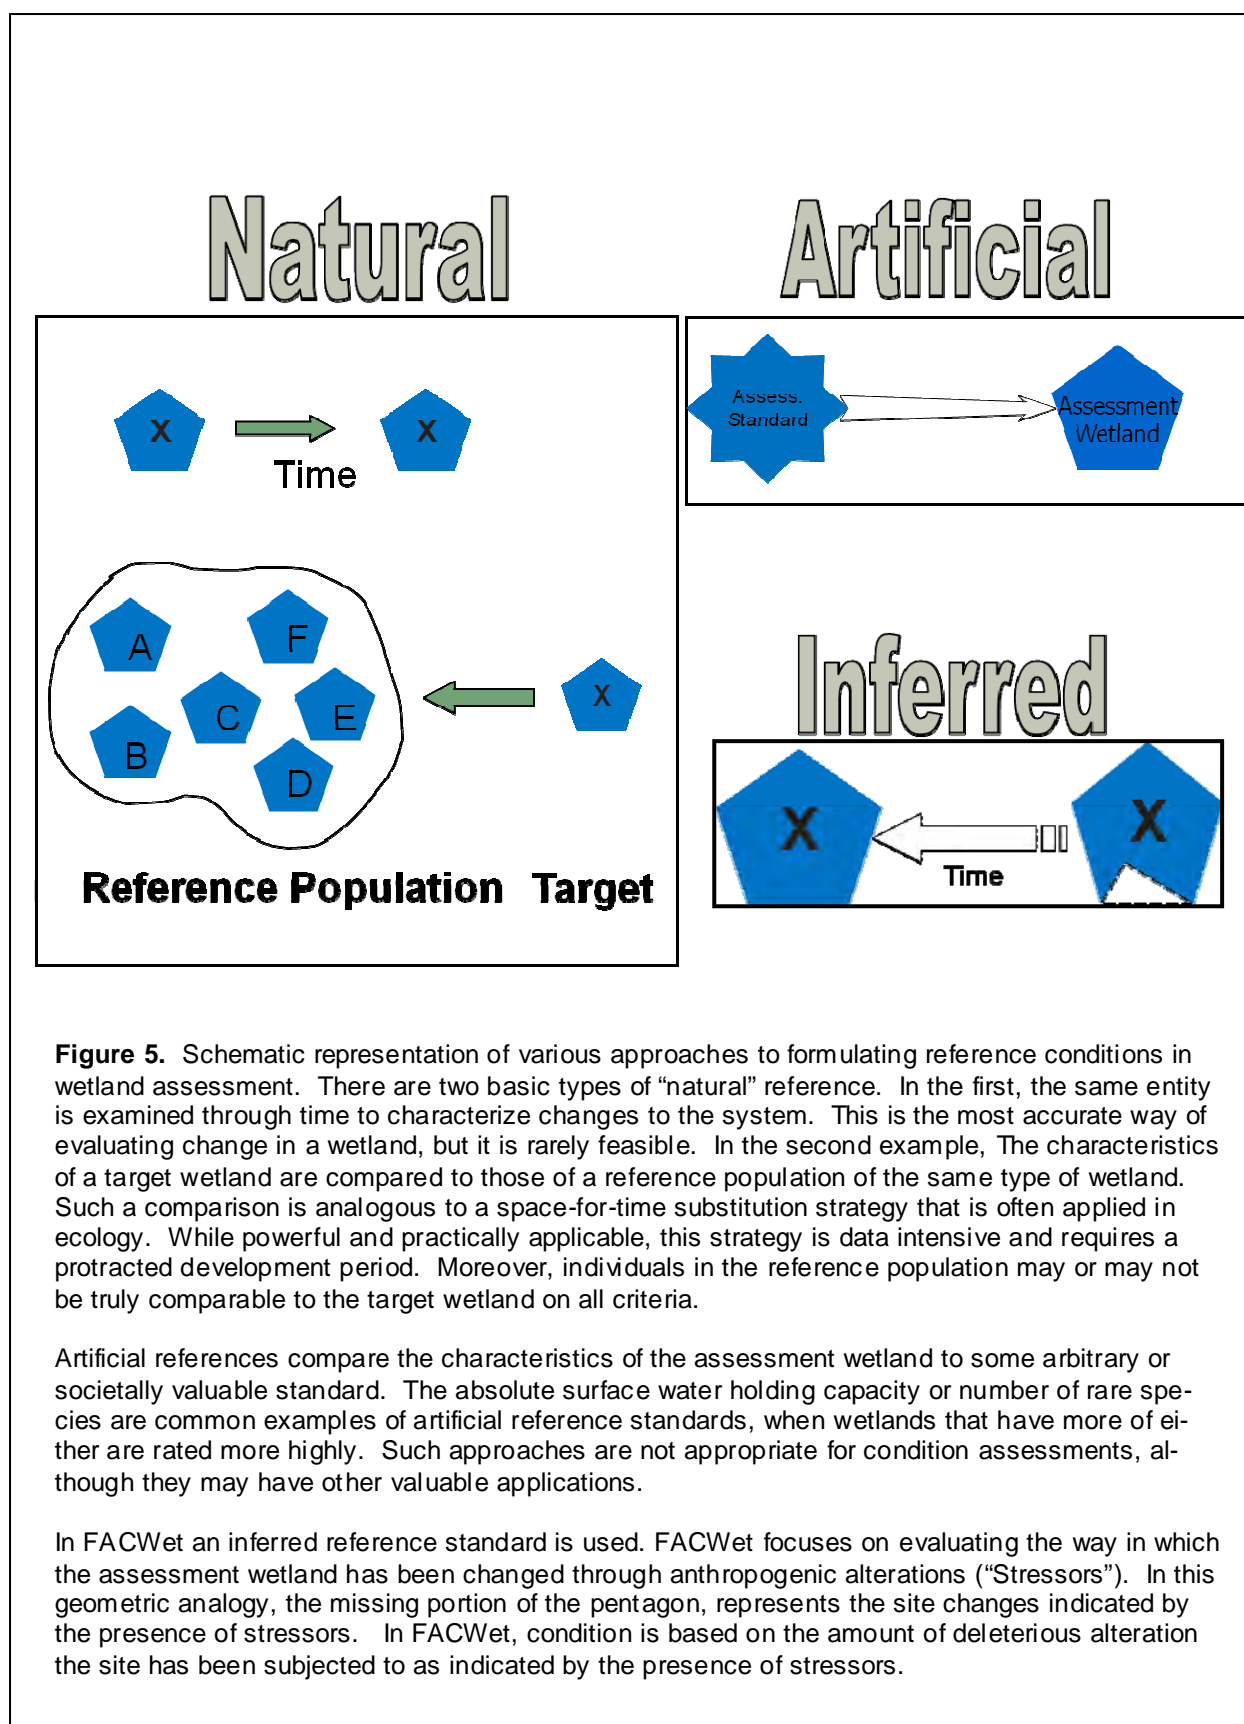 Natural
X
X
Time
A
F
C
E
B
D
X
Reference Population
Target
Artificial
Assess.
Standard
Assessment
Wetland
Inferred
X
X
Time
Figure 5.  Schematic representation of various approaches to formulating reference conditions in
wetland assessment.  There are two basic types of “natural” reference.  In the first, the same entity
is examined through time to characterize changes to the system.  This is the most accurate way of
evaluating change in a wetland, but it is rarely feasible.  In the second example, The characteristics
of a target wetland are compared to those of a reference population of the same type of wetland.
Such a comparison is analogous to a space-for-time substitution strategy that is often applied in
ecology.  While powerful and practically applicable, this strategy is data intensive and requires a
protracted development period.  Moreover, individuals in the reference population may or may not
be truly comparable to the target wetland on all criteria.
Artificial references compare the characteristics of the assessment wetland to some arbitrary or
societally valuable standard.  The absolute surface water holding capacity or number of rare spe-
cies are common examples of artificial reference standards, when wetlands that have more of ei-
ther are rated more highly.  Such approaches are not appropriate for condition assessments, al-
though they may have other valuable applications.
In FACWet an inferred reference standard is used. FACWet focuses on evaluating the way in which
the assessment wetland has been changed through anthropogenic alterations (“Stressors”).  In this
geometric analogy, the missing portion of the pentagon, represents the site changes indicated by
the presence of stressors.   In FACWet, condition is based on the amount of deleterious alteration
the site has been subjected to as indicated by the presence of stressors.